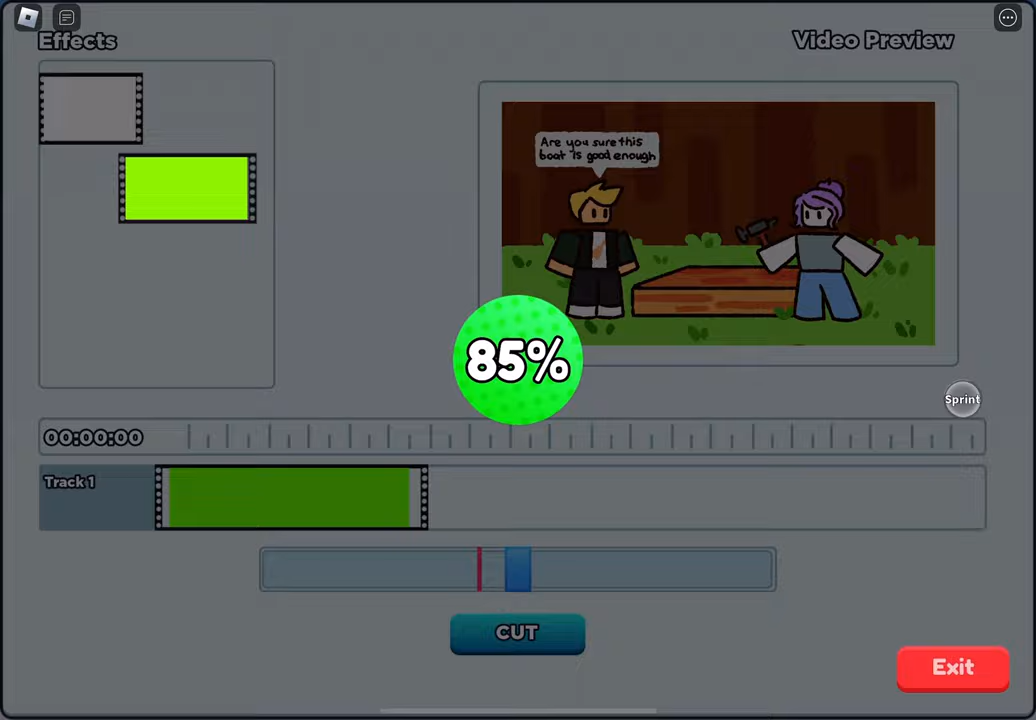 Effects
Video Preview
Are you sure this
boat is good enough
85%
Sprint
00:00:00
Track 1
CUT
Exit